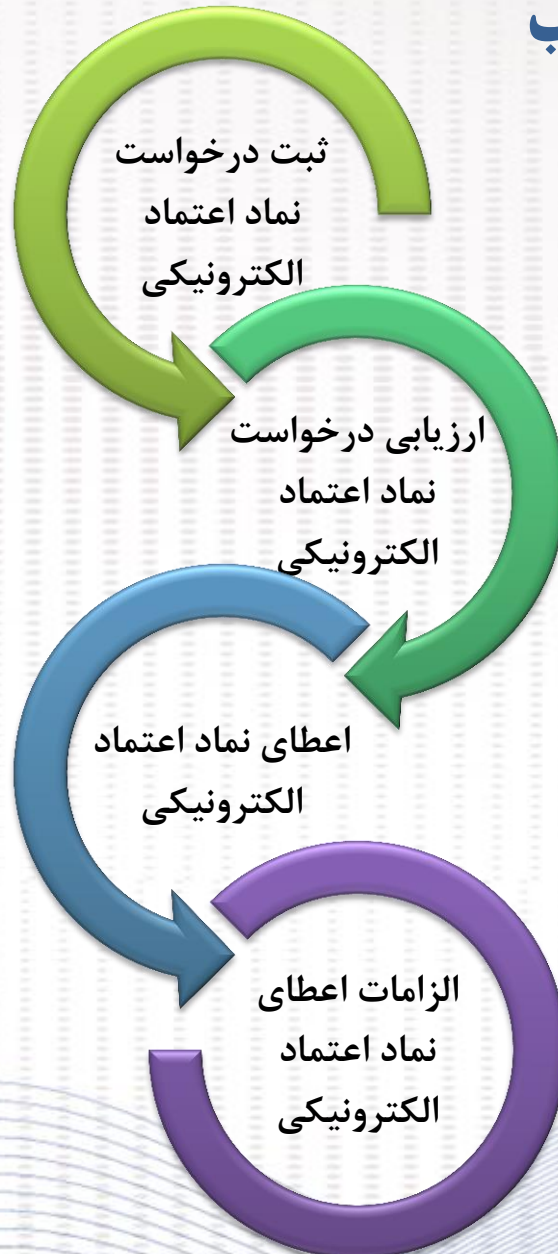 ثبت درخواست
نماد اعتماد
الکترونیکی
ارزیابی درخواست
نماد اعتماد
الکترونیکی
اعطای نماد اعتماد
الکترونیکی
الزامات اعطای
نماد اعتماد
الکترونیکی